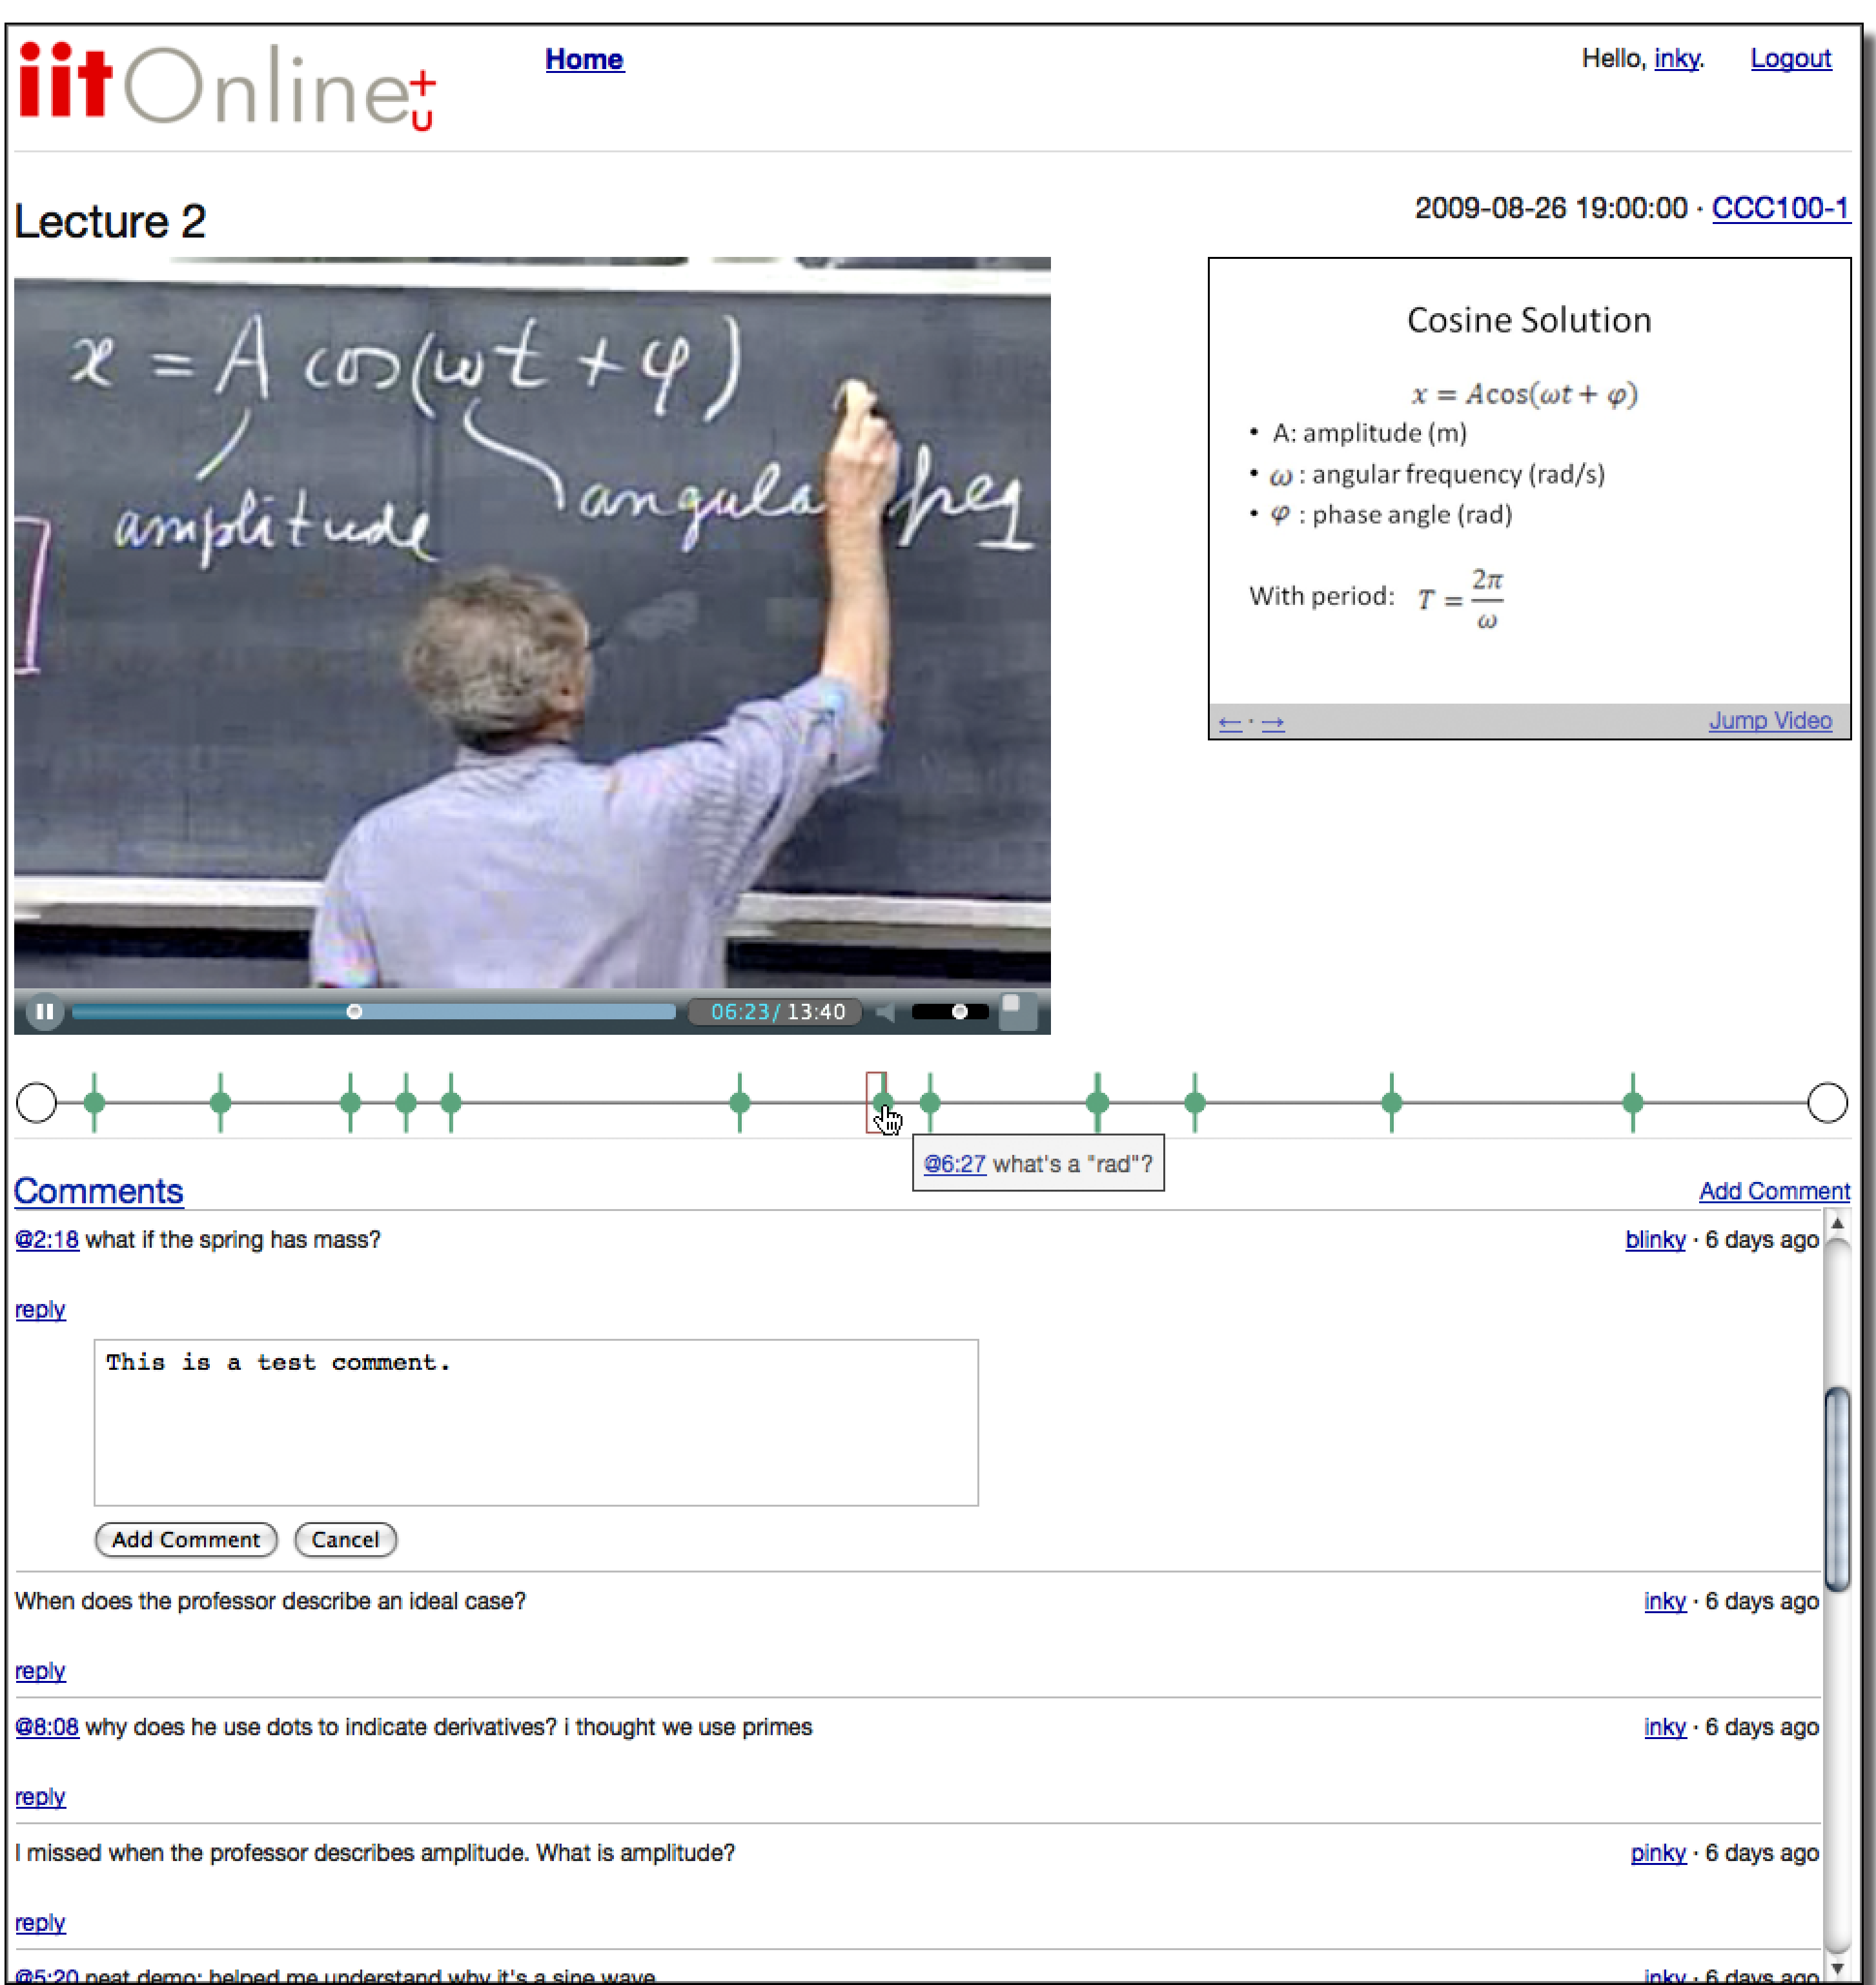 iitOnline+U
Home
Hello, inky. Logout
Lecture 2
2009-08-26 19:00:00 · CCC100-1
x = A cos(ωt + φ)
amplitude
angula freq
Cosine Solution
x = Acos(ωt + φ)
• A: amplitude (m)
• ω : angular frequency (rad/s)
• φ : phase angle (rad)
With period: T = 2π/ω
← · → Jump Video
06:23/ 13:40
@6:27 what's a "rad"?
Comments
Add Comment
@2:18 what if the spring has mass? blinky · 6 days ago
reply
This is a test comment.
Add Comment Cancel
When does the professor describe an ideal case? inky · 6 days ago
reply
@8:08 why does he use dots to indicate derivatives? i thought we use primes inky · 6 days ago
reply
I missed when the professor describes amplitude. What is amplitude? pinky · 6 days ago
reply
@5:20 neat demo; helped me understand why it's a sine wave inky · 6 days ago